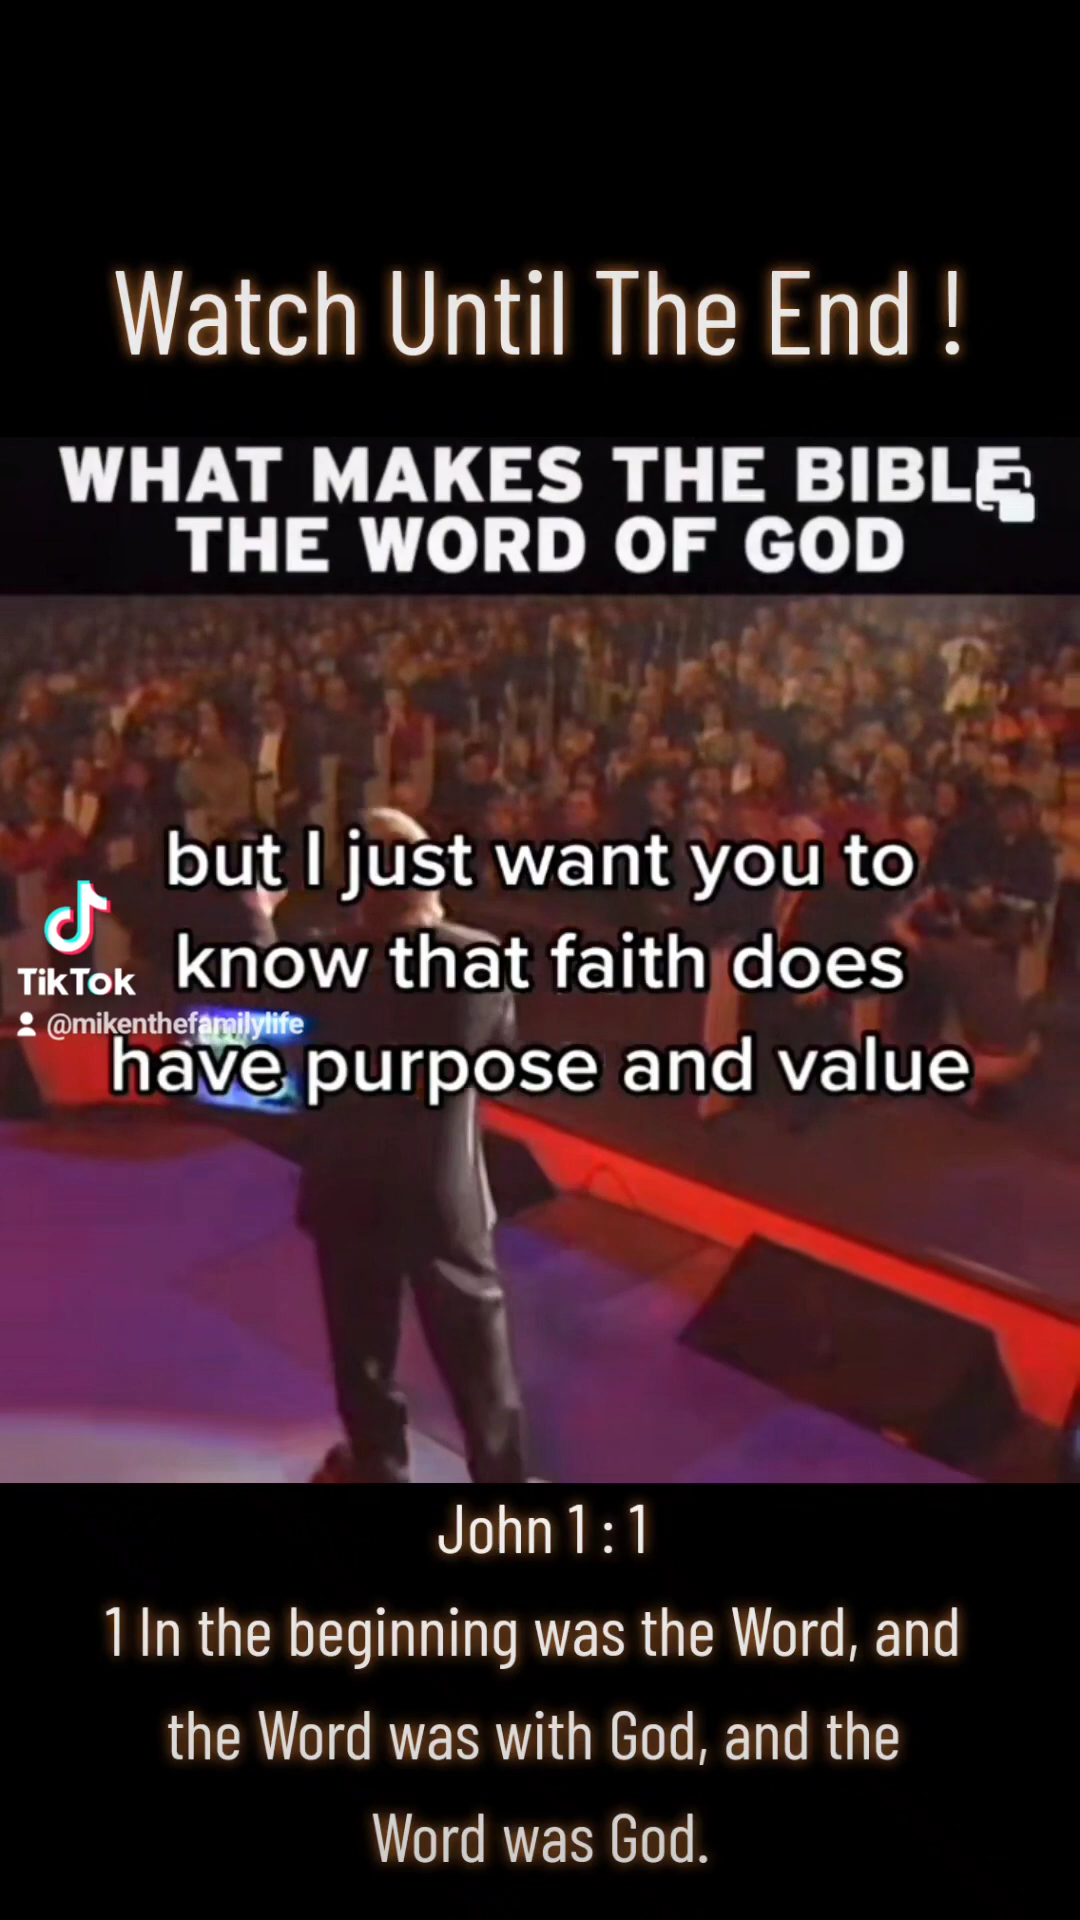 Watch Until The End !
WHAT MAKES THE BIBLE
THE WORD OF GOD
but I just want you to
know that faith does
have purpose and value
TikTok
@mikenthefamilylife
John 1 : 1
1 In the beginning was the Word, and
the Word was with God, and the
Word was God.